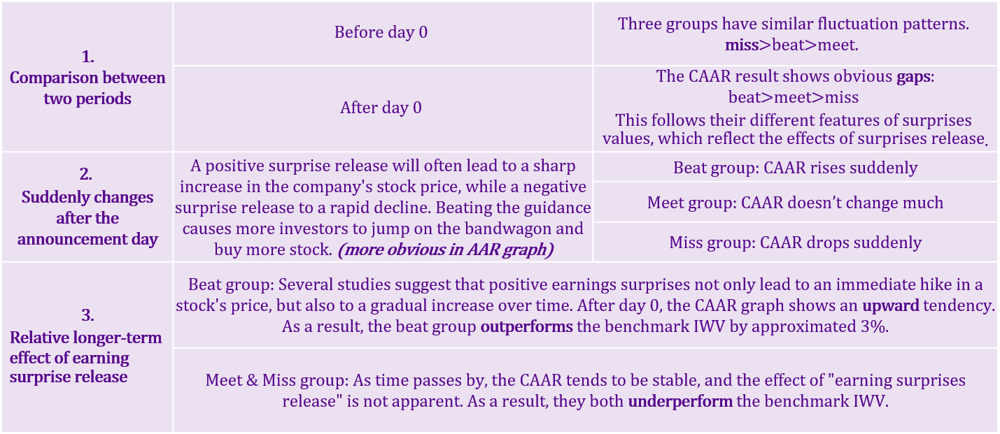 1.
Comparison between
two periods
Before day 0
Three groups have similar fluctuation patterns.
miss>beat>meet.
After day 0
The CAAR result shows obvious gaps:
beat>meet>miss
This follows their different features of surprises
values, which reflect the effects of surprises release.
2.
Suddenly changes
after the
announcement day
A positive surprise release will often lead to a sharp
increase in the company's stock price, while a negative
surprise release to a rapid decline. Beating the guidance
causes more investors to jump on the bandwagon and
buy more stock. (more obvious in AAR graph)
Beat group: CAAR rises suddenly
Meet group: CAAR doesn’t change much
Miss group: CAAR drops suddenly
3.
Relative longer-term
effect of earning
surprise release
Beat group: Several studies suggest that positive earnings surprises not only lead to an immediate hike in a
stock's price, but also to a gradual increase over time. After day 0, the CAAR graph shows an upward tendency.
As a result, the beat group outperforms the benchmark IWV by approximated 3%.
Meet & Miss group: As time passes by, the CAAR tends to be stable, and the effect of "earning surprises
release" is not apparent. As a result, they both underperform the benchmark IWV.